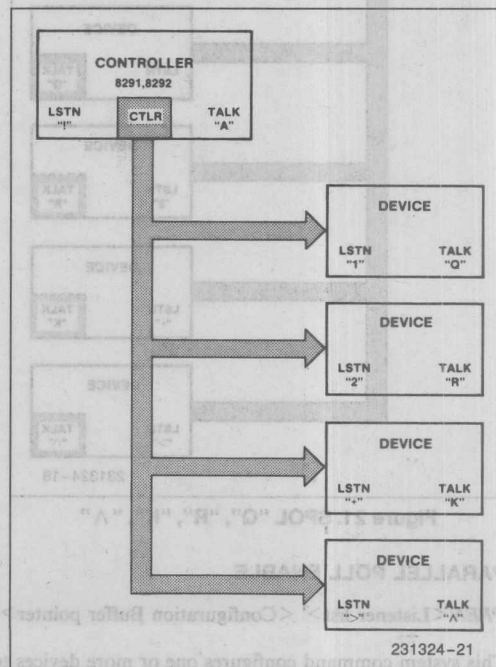 CONTROLLER
8291,8292
LSTN
"!"
CTLR
TALK
"A"
DEVICE
LSTN
"1"
TALK
"Q"
DEVICE
LSTN
"2"
TALK
"R"
DEVICE
LSTN
"+"
TALK
"K"
DEVICE
LSTN
">"
TALK
"^"
231324–21